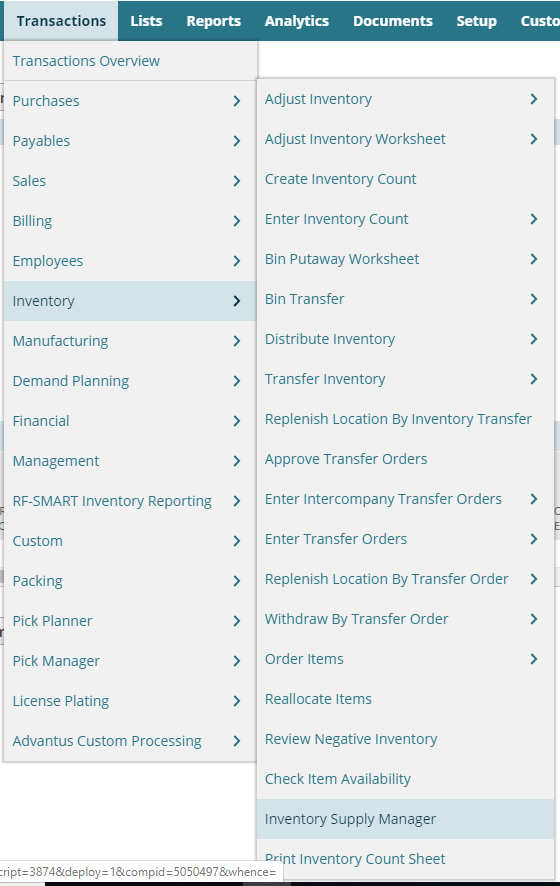 Transactions Lists Reports Analytics Documents Setup Custo
Transactions Overview
Purchases
Payables
Sales
Billing
Employees
Inventory
Manufacturing
Demand Planning
Financial
Management
RF-SMART Inventory Reporting
Custom
Packing
Pick Planner
Pick Manager
License Plating
Advantus Custom Processing
Adjust Inventory
Adjust Inventory Worksheet
Create Inventory Count
Enter Inventory Count
Bin Putaway Worksheet
Bin Transfer
Distribute Inventory
Transfer Inventory
Replenish Location By Inventory Transfer
Approve Transfer Orders
Enter Intercompany Transfer Orders
Enter Transfer Orders
Replenish Location By Transfer Order
Withdraw By Transfer Order
Order Items
Reallocate Items
Review Negative Inventory
Check Item Availability
Inventory Supply Manager
Print Inventory Count Sheet
cript=3874&deploy=1&compid=5050497&whence=